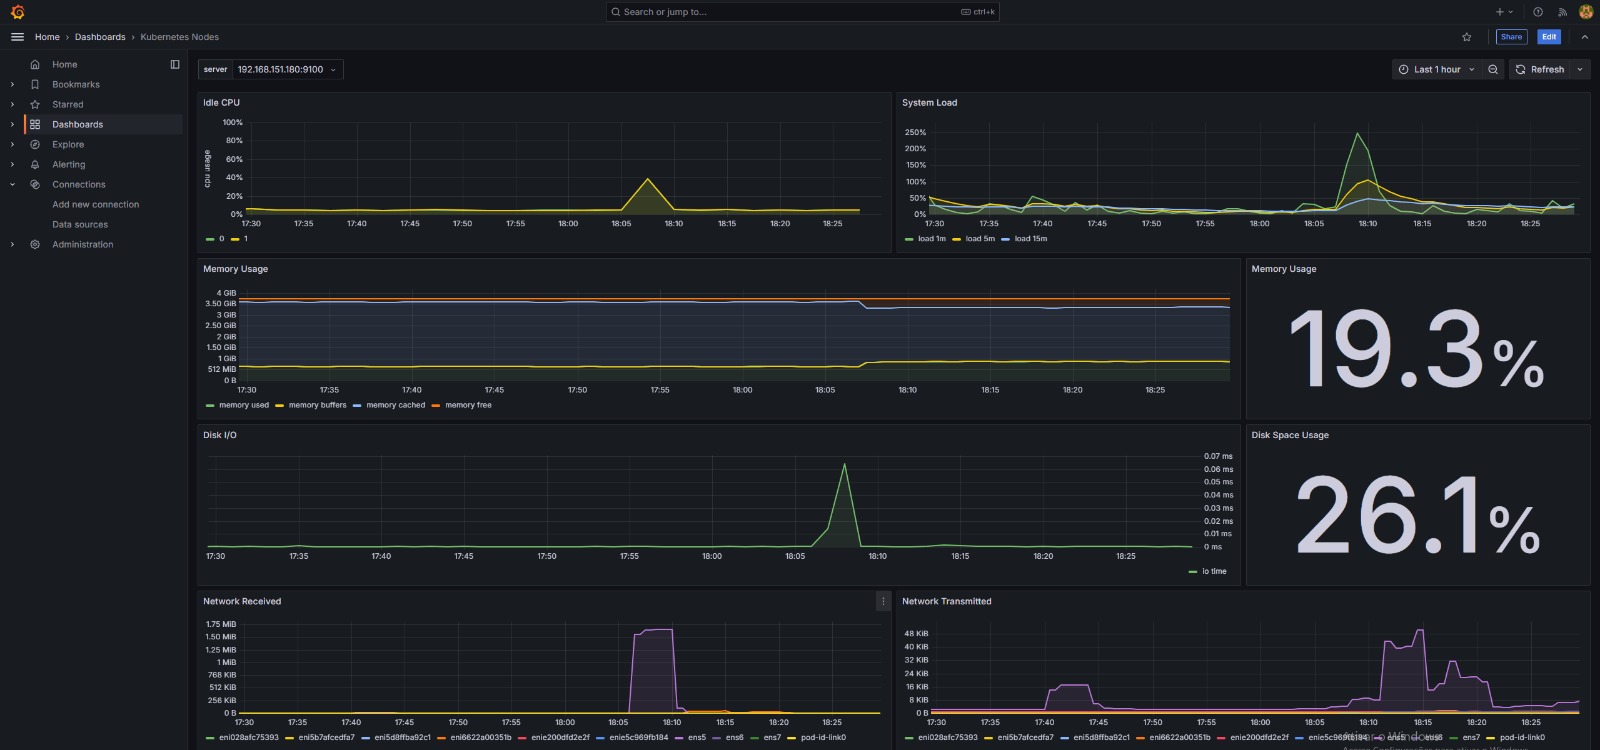 Search or jump to...
ctrl+k
Home › Dashboards › Kubernetes Nodes
Share
Edit
Home
Bookmarks
Starred
Dashboards
Explore
Alerting
Connections
Add new connection
Data sources
Administration
server 192.168.151.180:9100
Last 1 hour
Refresh
Idle CPU
cpu usage
100%
80%
60%
40%
20%
0%
17:30 17:35 17:40 17:45 17:50 17:55 18:00 18:05 18:10 18:15 18:20 18:25
0 1
System Load
250%
200%
150%
100%
50%
0%
17:30 17:35 17:40 17:45 17:50 17:55 18:00 18:05 18:10 18:15 18:20 18:25
load 1m load 5m load 15m
Memory Usage
4 GiB
3.50 GiB
3 GiB
2.50 GiB
2 GiB
1.50 GiB
1 GiB
512 MiB
0 B
17:30 17:35 17:40 17:45 17:50 17:55 18:00 18:05 18:10 18:15 18:20 18:25
memory used memory buffers memory cached memory free
Memory Usage
19.3%
Disk I/O
0.07 ms
0.06 ms
0.05 ms
0.04 ms
0.03 ms
0.02 ms
0.01 ms
0 ms
17:30 17:35 17:40 17:45 17:50 17:55 18:00 18:05 18:10 18:15 18:20 18:25
io time
Disk Space Usage
26.1%
Network Received
1.75 MiB
1.50 MiB
1.25 MiB
1 MiB
768 KiB
512 KiB
256 KiB
0 B
17:30 17:35 17:40 17:45 17:50 17:55 18:00 18:05 18:10 18:15 18:20 18:25
eni028afc75393 eni5b7afcedfa7 eni5d8ffba92c1 eni6622a00351b enie200dfd2e2f enie5c969fb184 ens5 ens6 ens7 pod-id-link0
Network Transmitted
48 KiB
40 KiB
32 KiB
24 KiB
16 KiB
8 KiB
0 B
17:30 17:35 17:40 17:45 17:50 17:55 18:00 18:05 18:10 18:15 18:20 18:25
eni028afc75393 eni5b7afcedfa7 eni5d8ffba92c1 eni6622a00351b enie200dfd2e2f enie5c969fb184 ens5 ens6 ens7 pod-id-link0
Ativar o Windows